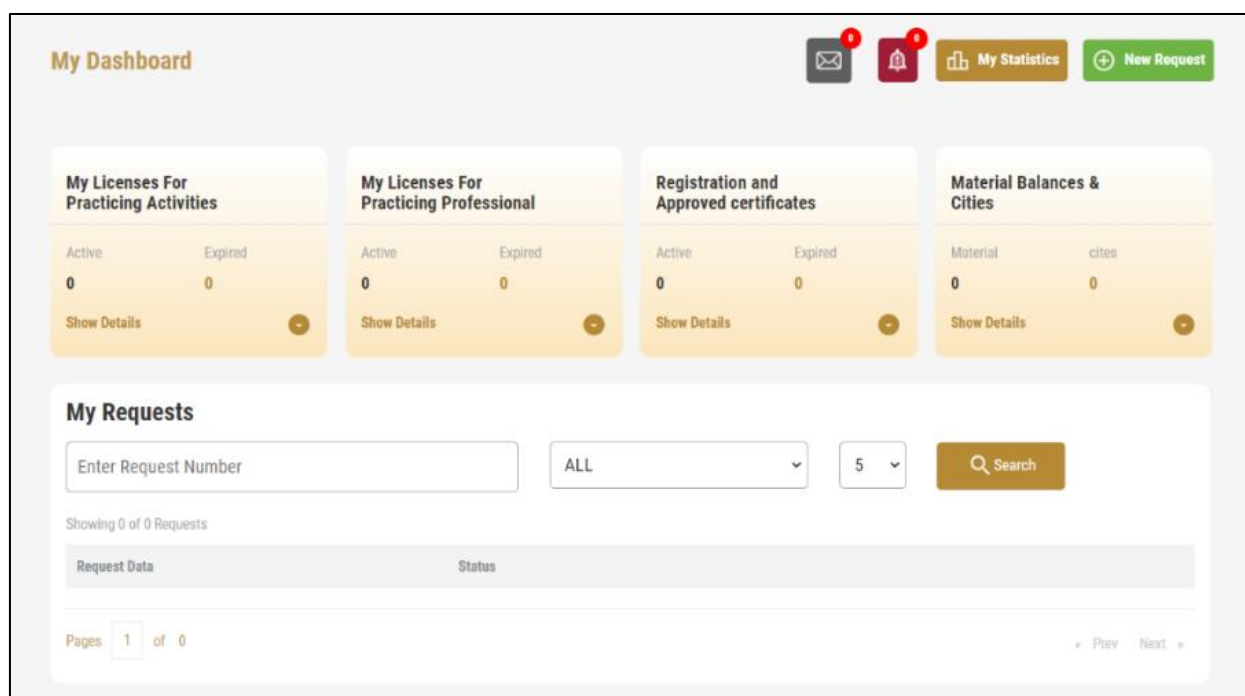 My Dashboard
0
0
My Statistics
New Request
My Licenses For
Practicing Activities
Active Expired
0 0
Show Details
My Licenses For
Practicing Professional
Active Expired
0 0
Show Details
Registration and
Approved certificates
Active Expired
0 0
Show Details
Material Balances &
Cities
Material cites
0 0
Show Details
My Requests
Enter Request Number
ALL
5
Search
Showing 0 of 0 Requests
Request Data Status
Pages 1 of 0
« Prev Next »